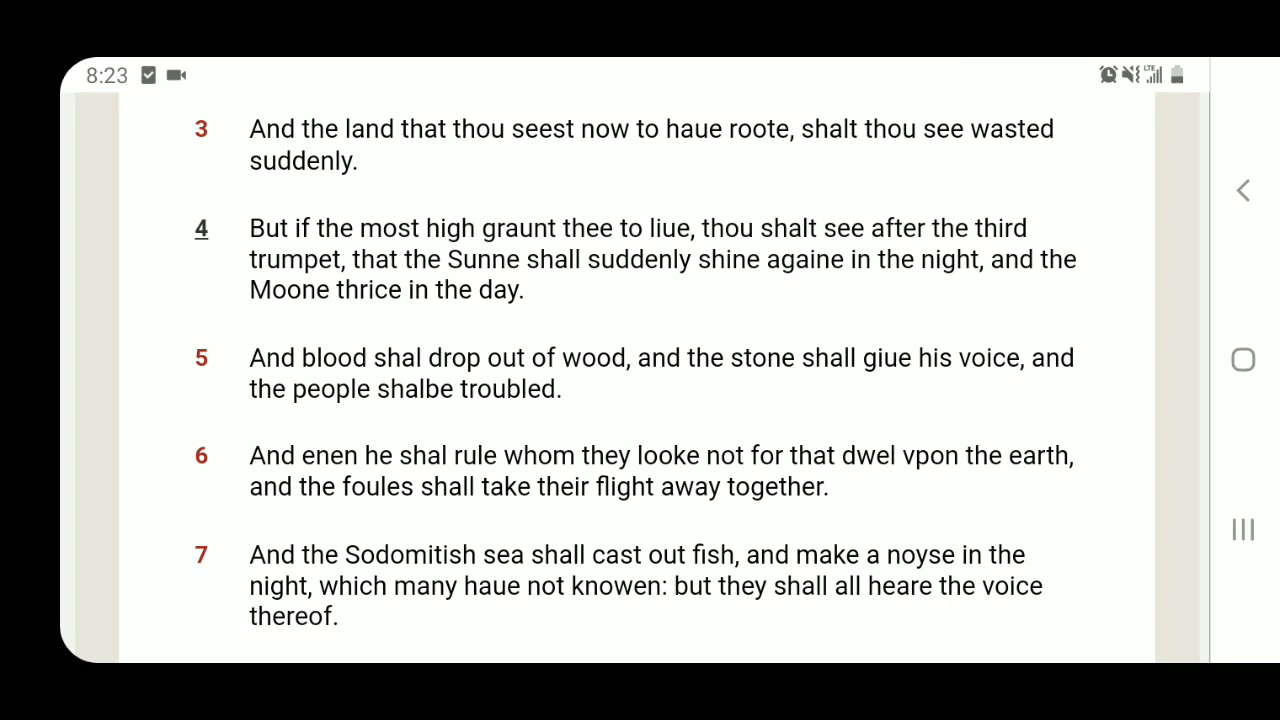 8:23
LTE
3 And the land that thou seest now to haue roote, shalt thou see wasted
suddenly.
4 But if the most high graunt thee to liue, thou shalt see after the third
trumpet, that the Sunne shall suddenly shine againe in the night, and the
Moone thrice in the day.
5 And blood shal drop out of wood, and the stone shall giue his voice, and
the people shalbe troubled.
6 And enen he shal rule whom they looke not for that dwel vpon the earth,
and the foules shall take their flight away together.
7 And the Sodomitish sea shall cast out fish, and make a noyse in the
night, which many haue not knowen: but they shall all heare the voice
thereof.